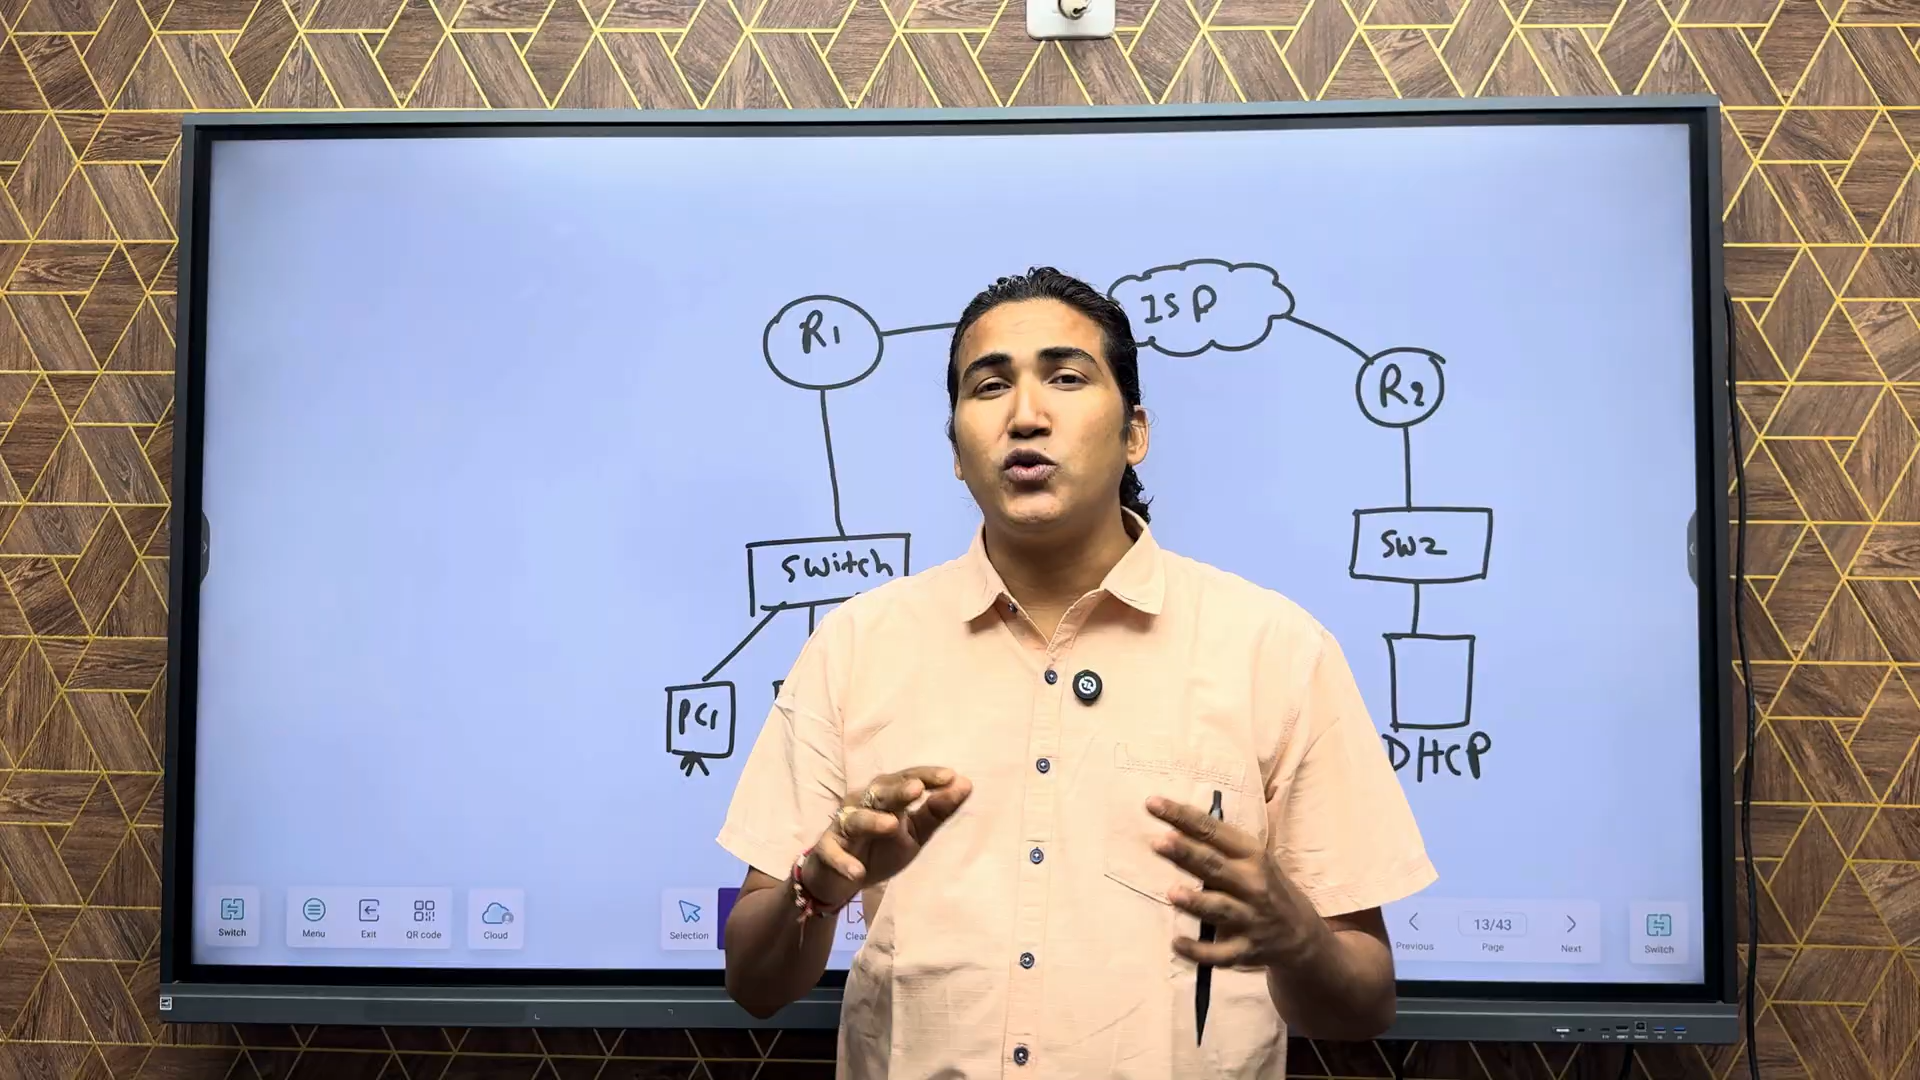 ISP
R1
R2
Switch
SW2
PC1
DHCP
Switch
Menu
Exit
QR code
Cloud
Selection
Clear
Previous
13/43
Page
Next
Switch